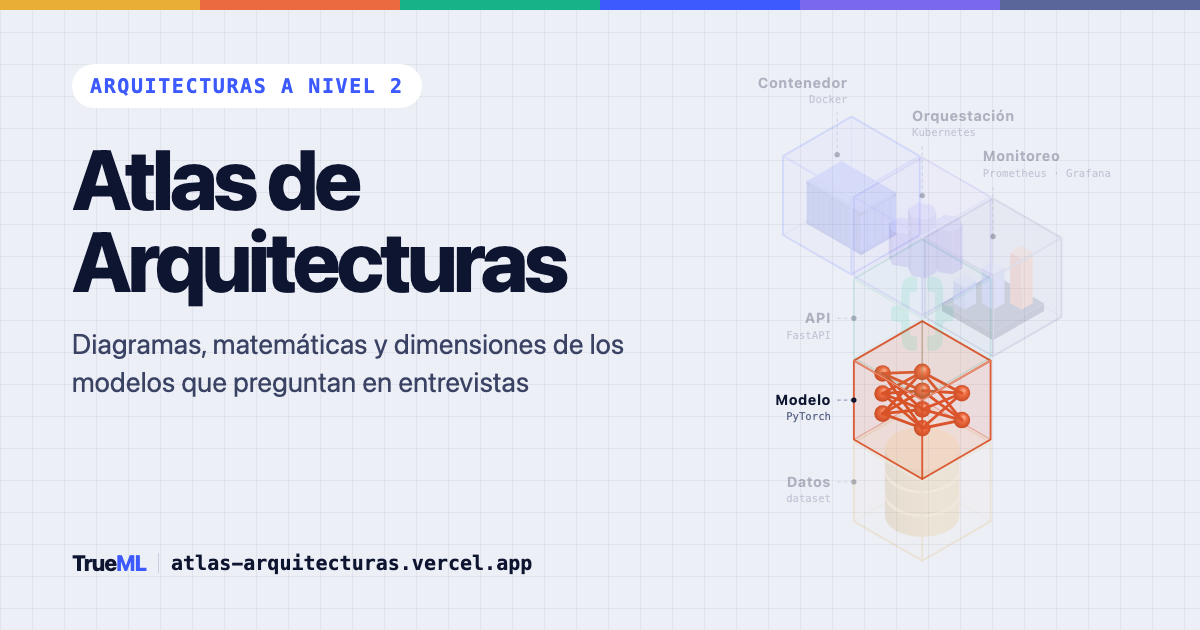 ARQUITECTURAS A NIVEL 2
Atlas de
Arquitecturas
Diagramas, matemáticas y dimensiones de los
modelos que preguntan en entrevistas
TrueML
atlas-arquitecturas.vercel.app
Contenedor
Docker
Orquestación
Kubernetes
Monitoreo
Prometheus · Grafana
API
FastAPI
Modelo
PyTorch
Datos
dataset